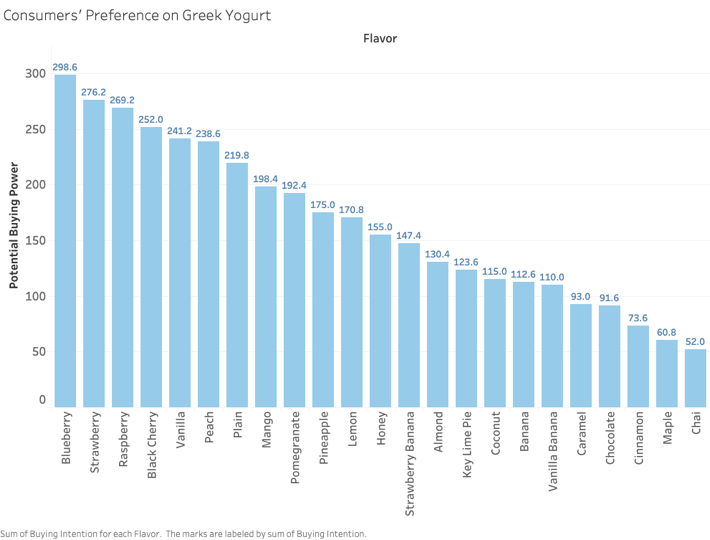 Consumers' Preference on Greek Yogurt
Flavor
Potential Buying Power
300
250
200
150
100
50
0
298.6
276.2
269.2
252.0
241.2
238.6
219.8
198.4
192.4
175.0
170.8
155.0
147.4
130.4
123.6
115.0
112.6
110.0
93.0
91.6
73.6
60.8
52.0
Blueberry
Strawberry
Raspberry
Black Cherry
Vanilla
Peach
Plain
Mango
Pomegranate
Pineapple
Lemon
Honey
Strawberry Banana
Almond
Key Lime Pie
Coconut
Banana
Vanilla Banana
Caramel
Chocolate
Cinnamon
Maple
Chai
Sum of Buying Intention for each Flavor. The marks are labeled by sum of Buying Intention.